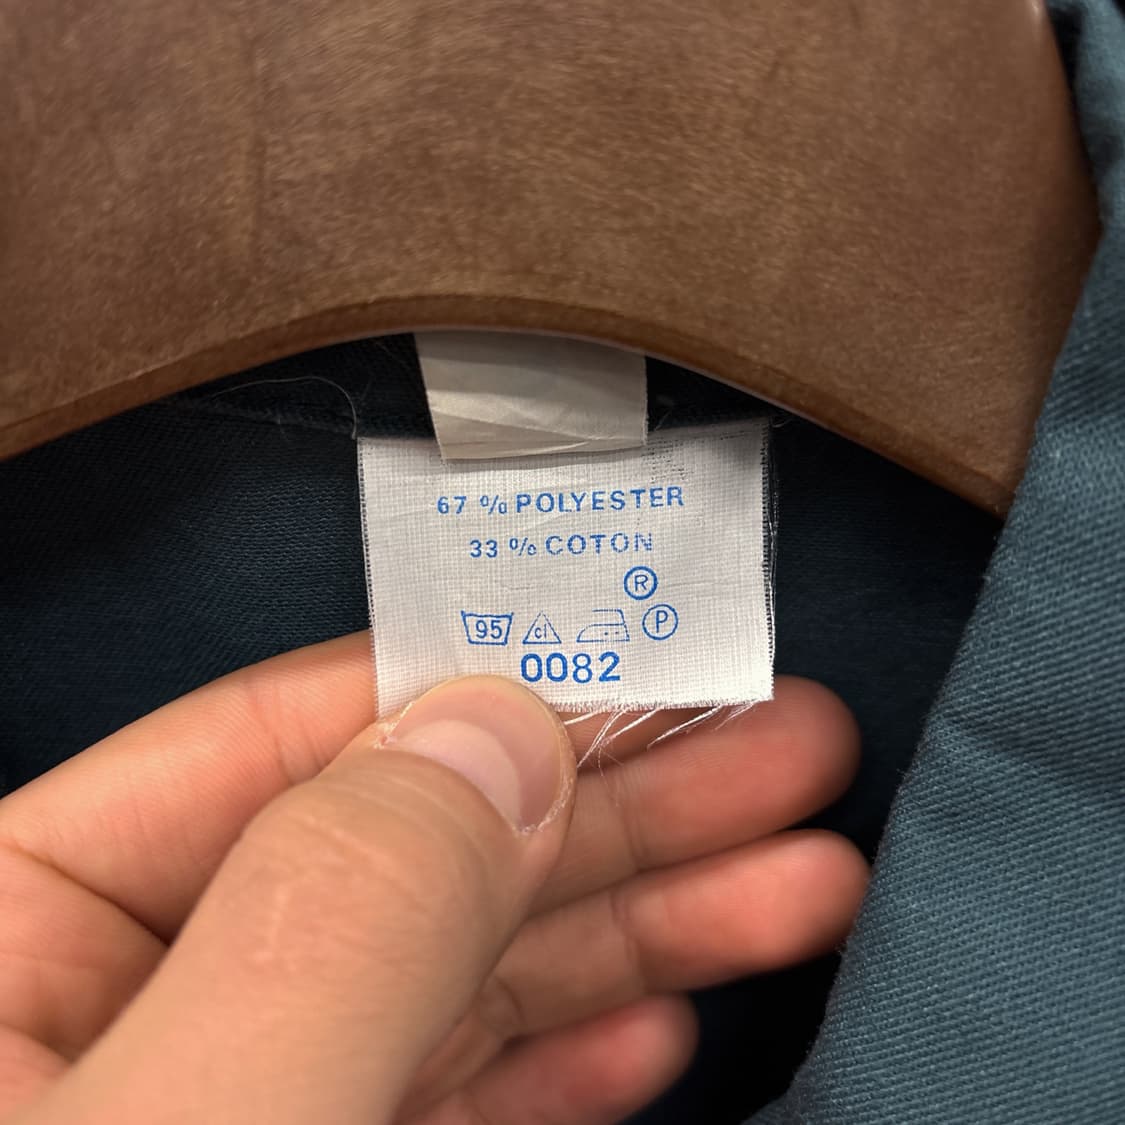 67 % POLYESTER
33 % COTON
®
95 cl P
0082